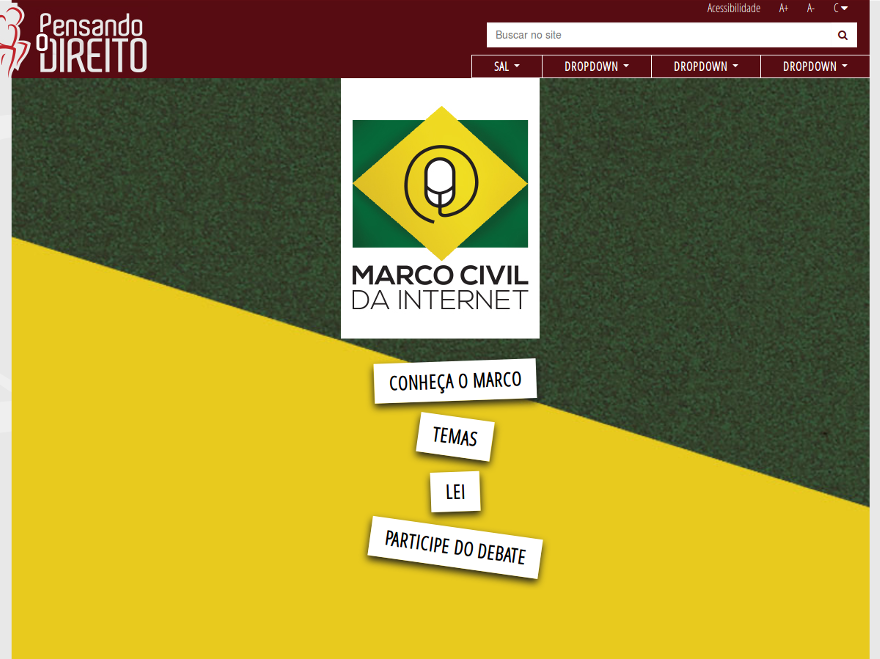 Pensando
O DIREITO
Acessibilidade A+ A- C
Buscar no site
SAL DROPDOWN DROPDOWN DROPDOWN
MARCO CIVIL
DA INTERNET
CONHEÇA O MARCO
TEMAS
LEI
PARTICIPE DO DEBATE